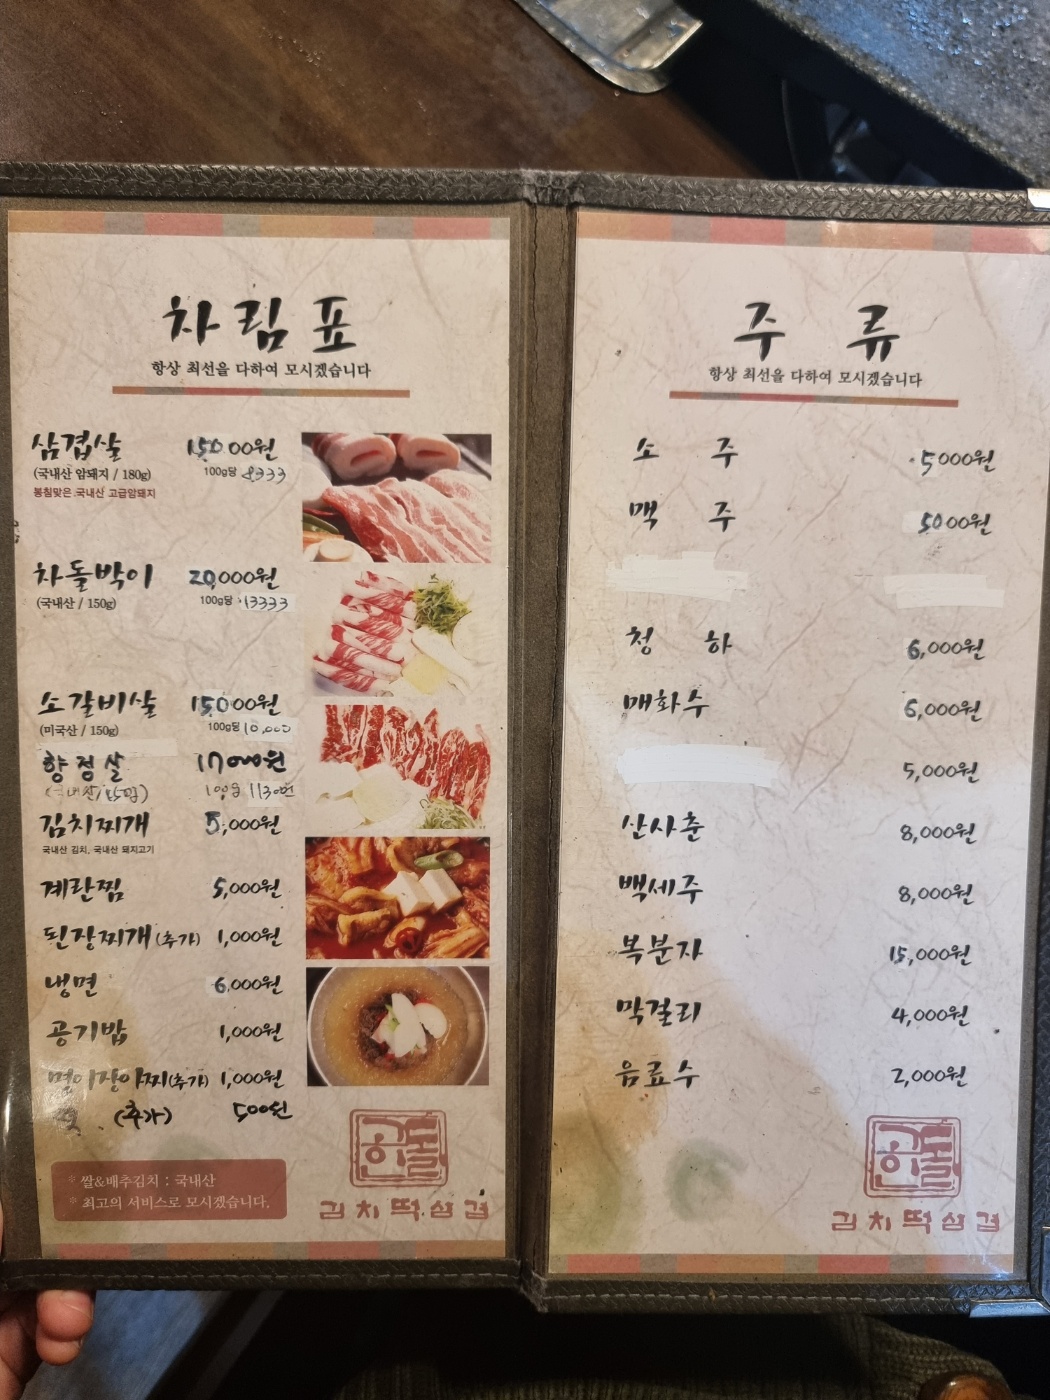 차림표
항상 최선을 다하여 모시겠습니다
삼겹살 15000원
(국내산 암돼지 / 180g) 100g당 8333
봉침맞은 국내산 고급암돼지
차돌박이 20,000원
(국내산 / 150g) 100g당 13333
소갈비살 15000원
(미국산 / 150g) 100g당 10,000
항정살 17000원
100g 1130원
김치찌개 5,000원
국내산 김치, 국내산 돼지고기
계란찜 5,000원
된장찌개(추가) 1,000원
냉면 6,000원
공기밥 1,000원
명이장아찌(추가) 1,000원
(추가) 500원
* 쌀&배추김치 : 국내산
* 최고의 서비스로 모시겠습니다.
김치떡삼겹
주류
항상 최선을 다하여 모시겠습니다
소주 5000원
맥주 5000원
청하 6,000원
매화수 6,000원
5,000원
산사춘 8,000원
백세주 8,000원
복분자 15,000원
막걸리 4,000원
음료수 2,000원
김치떡삼겹